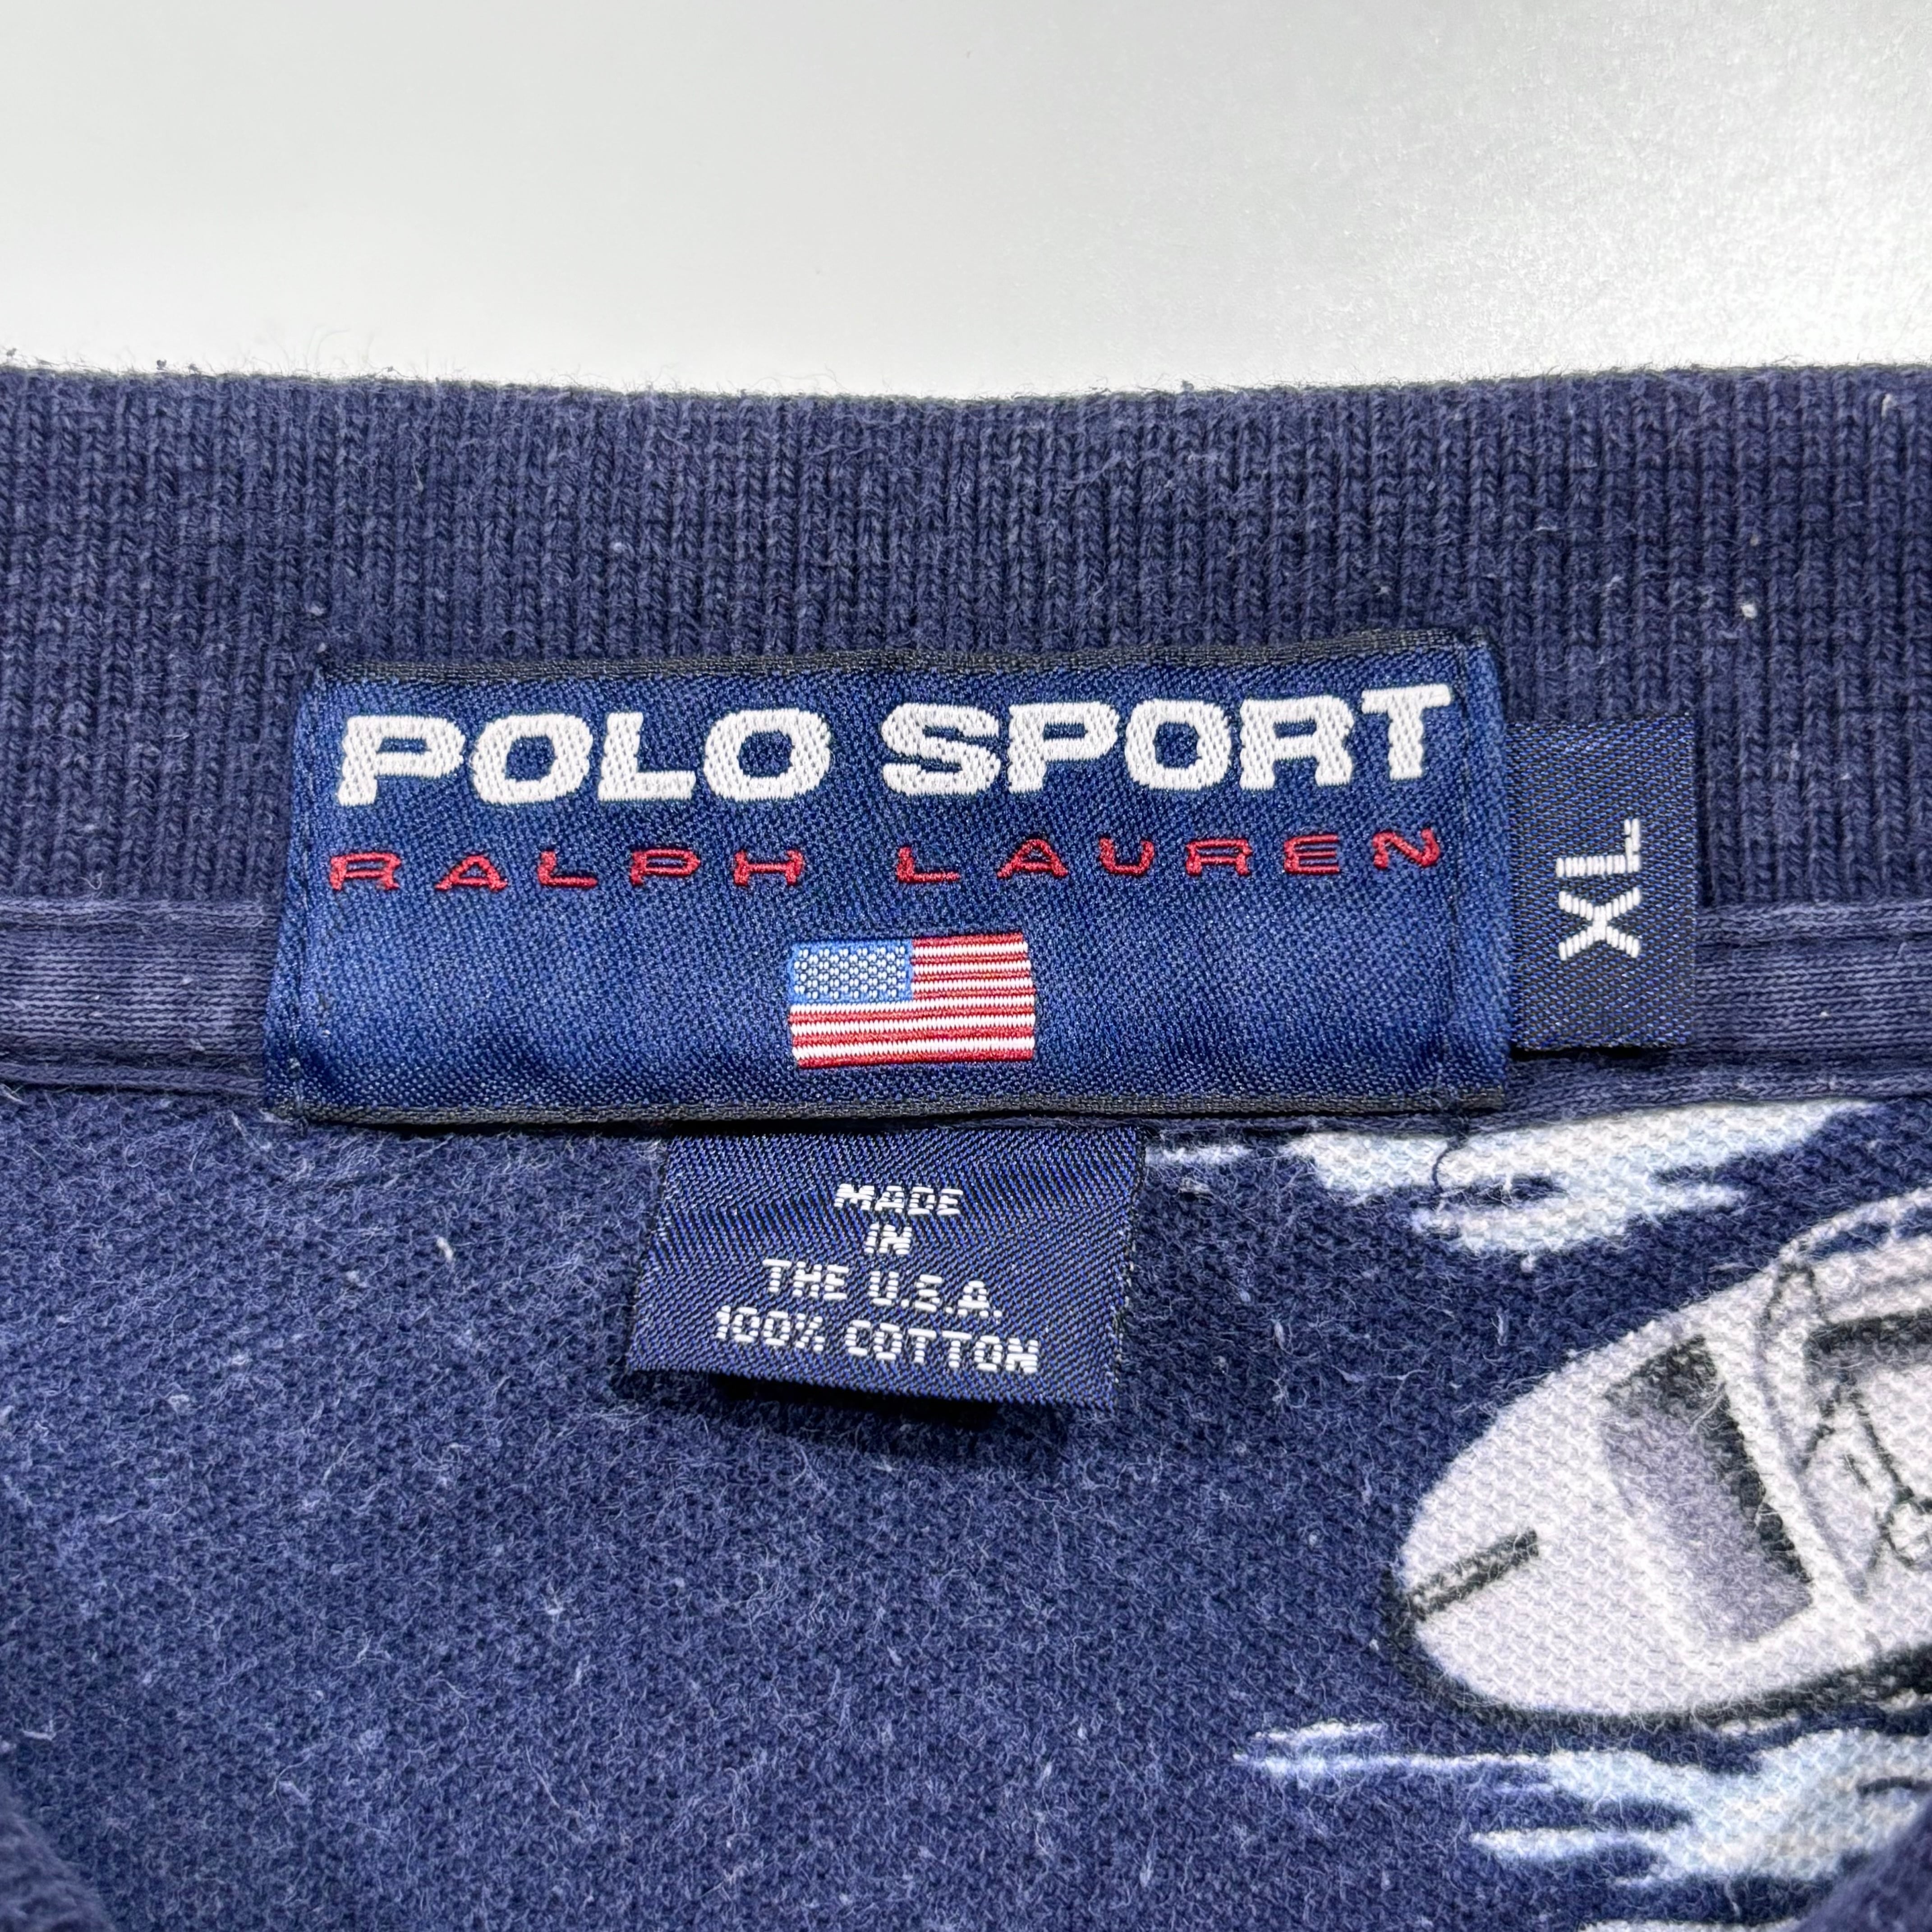 POLO SPORT
RALPH LAUREN
XL
MADE
IN
THE U.S.A.
100% COTTON